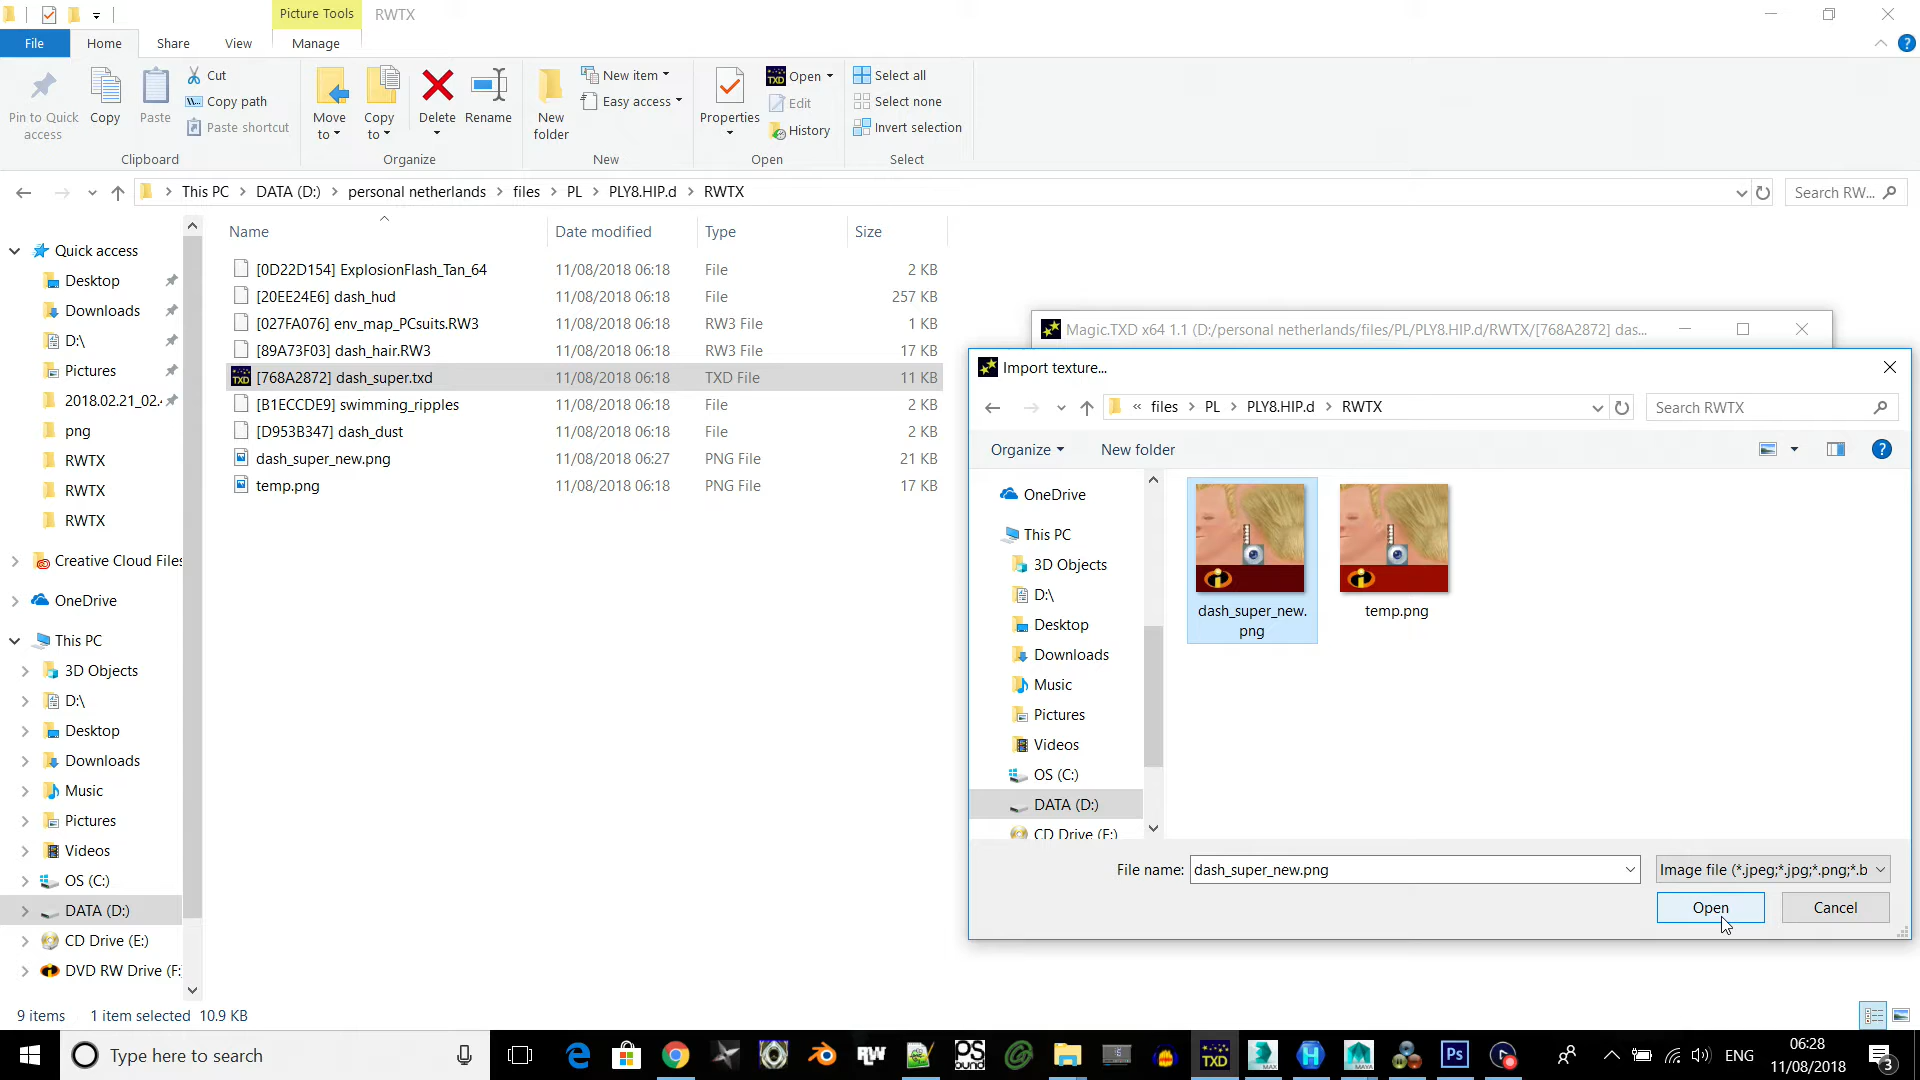 Picture Tools
RWTX
File
Home
Share
View
Manage
Pin to Quick access
Copy
Paste
Cut
Copy path
Paste shortcut
Clipboard
Move to
Copy to
Delete
Rename
Organize
New folder
New item
Easy access
New
Properties
TXD
Open
Edit
History
Open
Select all
Select none
Invert selection
Select
This PC
DATA (D:)
personal netherlands
files
PL
PLY8.HIP.d
RWTX
Search RW...
Name
Date modified
Type
Size
[0D22D154] ExplosionFlash_Tan_64 11/08/2018 06:18 File 2 KB
[20EE24E6] dash_hud 11/08/2018 06:18 File 257 KB
[027FA076] env_map_PCsuits.RW3 11/08/2018 06:18 RW3 File 1 KB
[89A73F03] dash_hair.RW3 11/08/2018 06:18 RW3 File 17 KB
TXD [768A2872] dash_super.txd 11/08/2018 06:18 TXD File 11 KB
[B1ECCDE9] swimming_ripples 11/08/2018 06:18 File 2 KB
[D953B347] dash_dust 11/08/2018 06:18 File 2 KB
dash_super_new.png 11/08/2018 06:27 PNG File 21 KB
temp.png 11/08/2018 06:18 PNG File 17 KB
Quick access
Desktop
Downloads
D:\
Pictures
2018.02.21_02.
png
RWTX
RWTX
RWTX
Creative Cloud Files
OneDrive
This PC
3D Objects
D:\
Desktop
Downloads
Music
Pictures
Videos
OS (C:)
DATA (D:)
CD Drive (E:)
DVD RW Drive (F:
9 items 1 item selected 10.9 KB
Magic.TXD x64 1.1 (D:/personal netherlands/files/PL/PLY8.HIP.d/RWTX/[768A2872] das...
Import texture...
« files
PL
PLY8.HIP.d
RWTX
Search RWTX
Organize
New folder
OneDrive
This PC
3D Objects
D:\
Desktop
Downloads
Music
Pictures
Videos
OS (C:)
DATA (D:)
CD Drive (E:)
dash_super_new.
png
temp.png
File name: dash_super_new.png
Image file (*.jpeg;*.jpg;*.png;*.b
Open
Cancel
Type here to search
RW
PS
ound
TXD
MAX
MAYA
Ps
ENG
06:28
11/08/2018
3